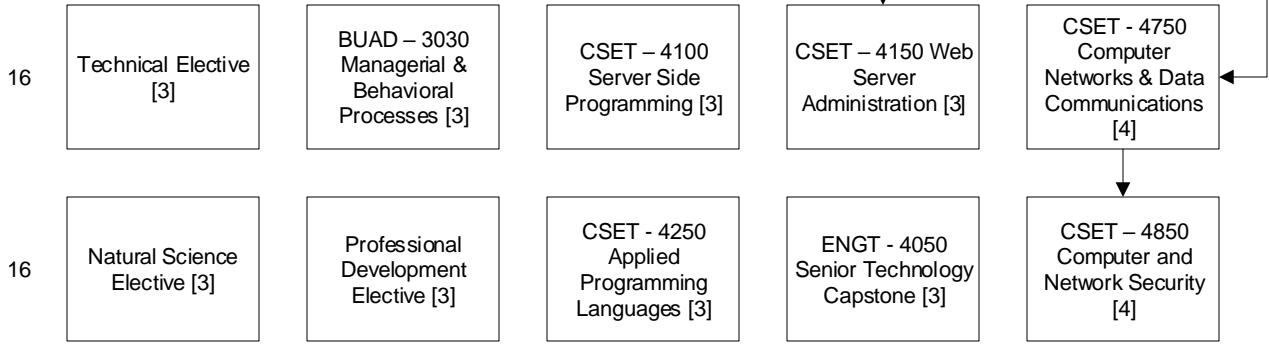 16
Technical Elective
[3]
BUAD – 3030
Managerial &
Behavioral
Processes [3]
CSET – 4100
Server Side
Programming [3]
CSET – 4150 Web
Server
Administration [3]
CSET - 4750
Computer
Networks & Data
Communications
[4]
16
Natural Science
Elective [3]
Professional
Development
Elective [3]
CSET - 4250
Applied
Programming
Languages [3]
ENGT - 4050
Senior Technology
Capstone [3]
CSET – 4850
Computer and
Network Security
[4]